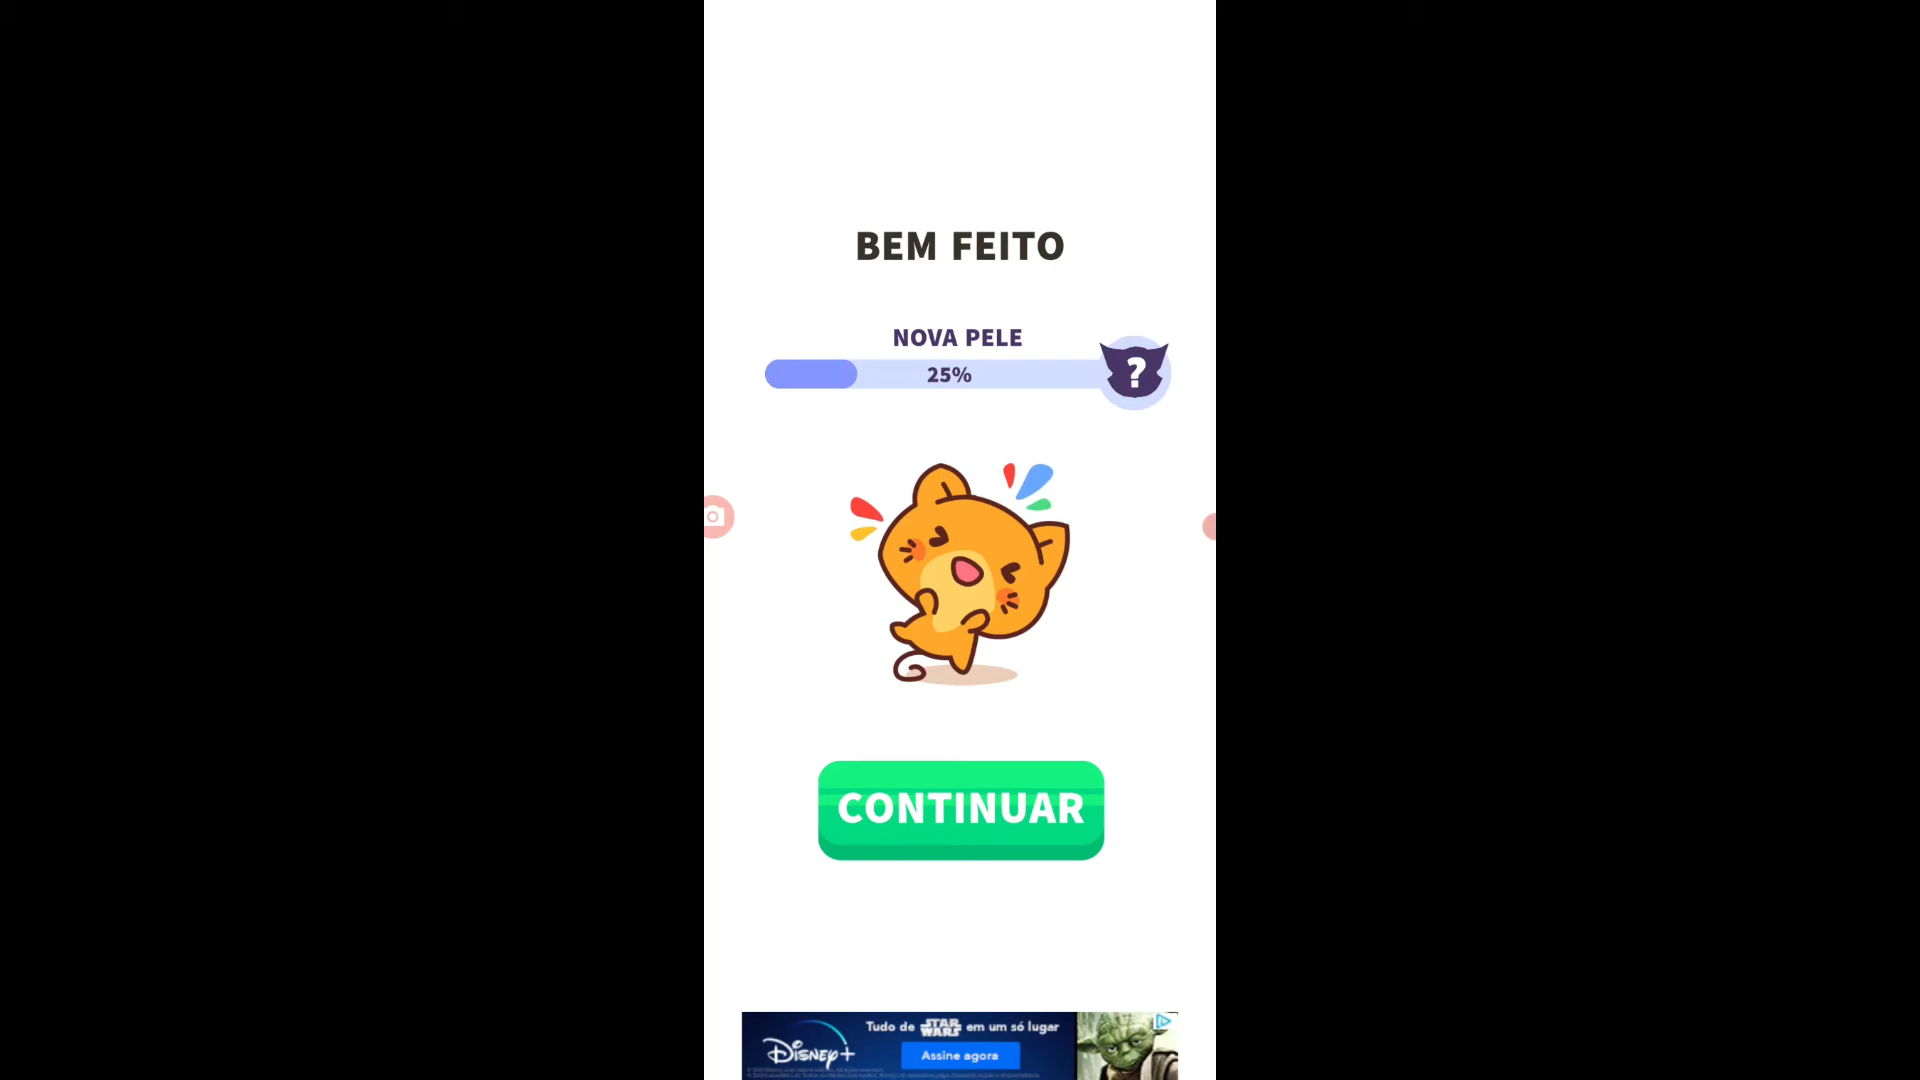 BEM FEITO
NOVA PELE
25%
?
CONTINUAR
Tudo de STAR WARS em um só lugar
Disney+
Assine agora